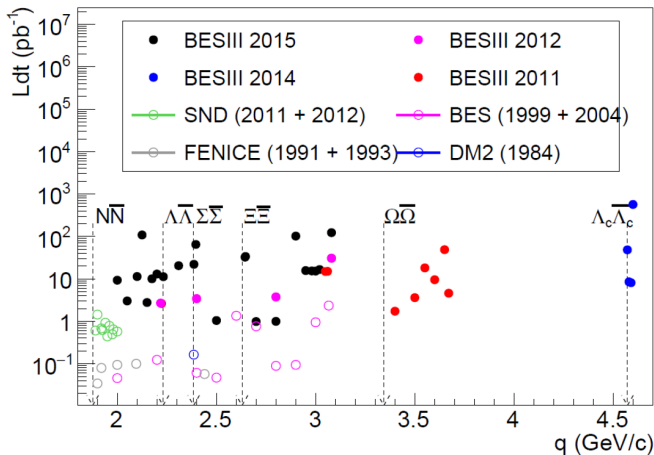 Ldt (pb⁻¹)
10⁷
10⁶
10⁵
10⁴
10³
10²
10
1
10⁻¹
BESIII 2015
BESIII 2012
BESIII 2014
BESIII 2011
SND (2011 + 2012)
BES (1999 + 2004)
FENICE (1991 + 1993)
DM2 (1984)
NN̅ ΛΛ̅ ΣΣ̅ ΞΞ̅ ΩΩ̅ Λ_cΛ̅_c
2 2.5 3 3.5 4 4.5
q (GeV/c)